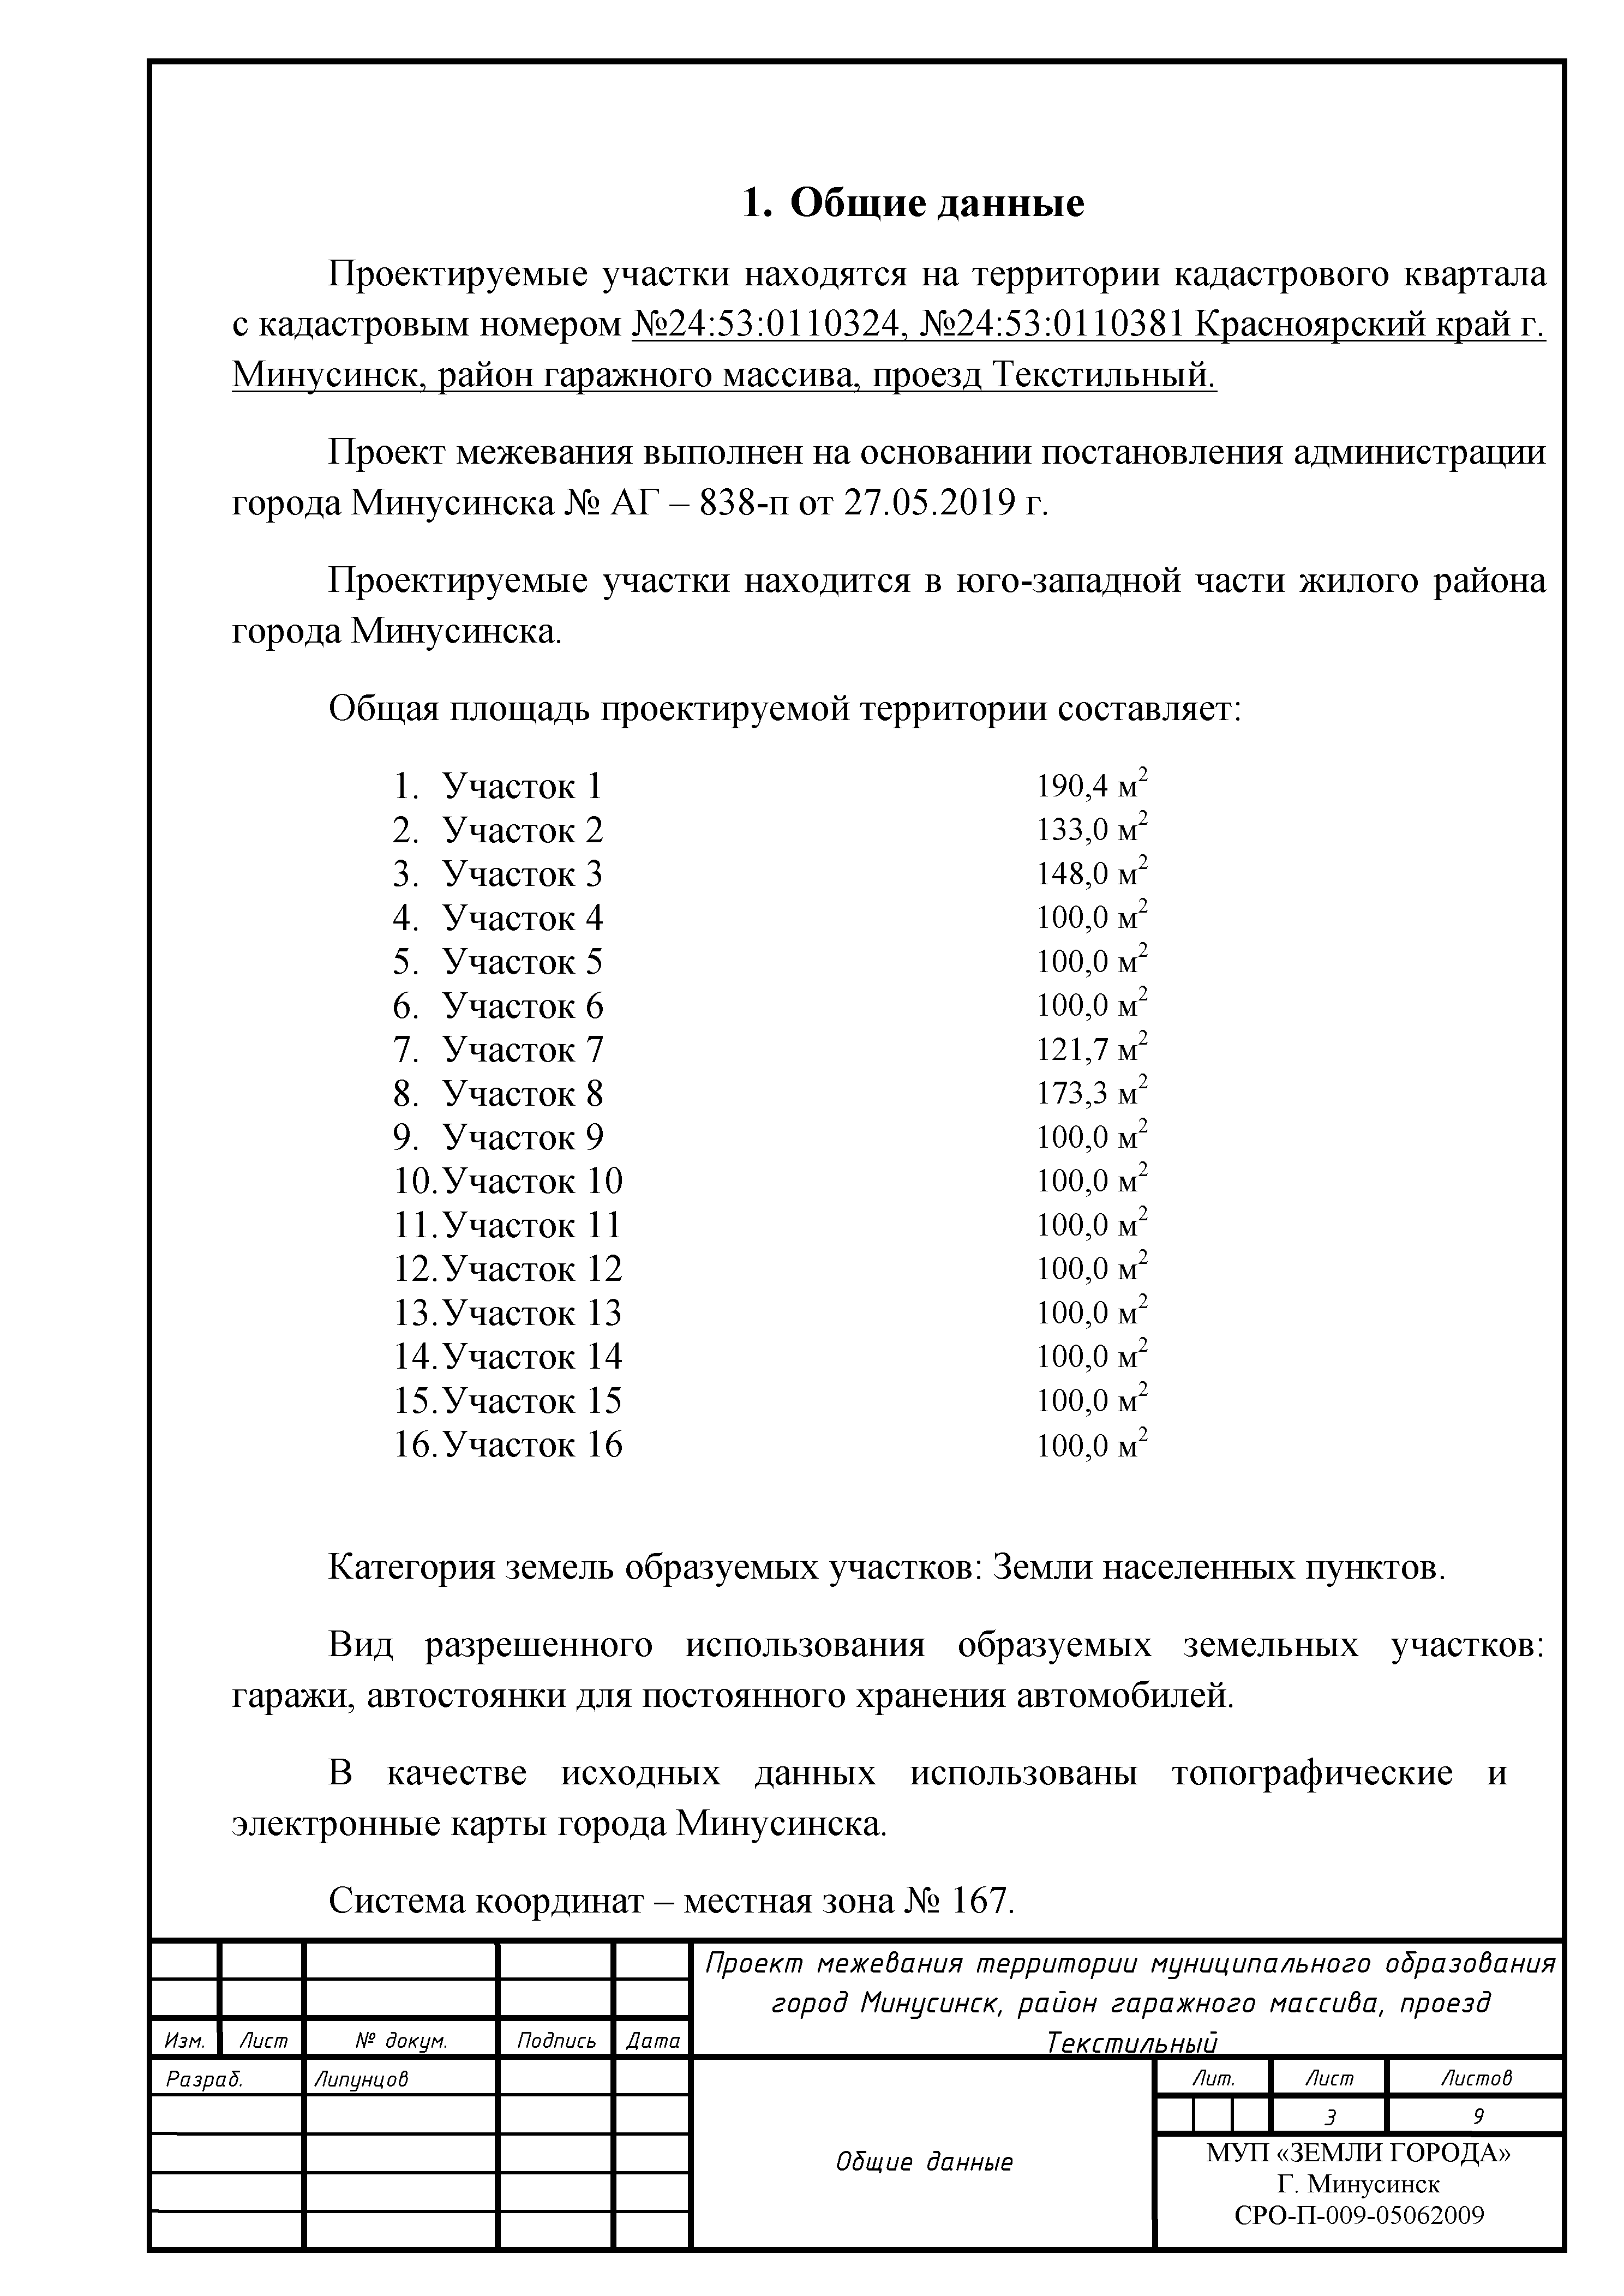 1. Общие данные
Проектируемые участки находятся на территории кадастрового квартала
с кадастровым номером №24:53:0110324, №24:53:0110381 Красноярский край г.
Минусинск, район гаражного массива, проезд Текстильный.
Проект межевания выполнен на основании постановления администрации
города Минусинска № АГ – 838-п от 27.05.2019 г.
Проектируемые участки находится в юго-западной части жилого района
города Минусинска.
Общая площадь проектируемой территории составляет:
1. Участок 1 190,4 м²
2. Участок 2 133,0 м²
3. Участок 3 148,0 м²
4. Участок 4 100,0 м²
5. Участок 5 100,0 м²
6. Участок 6 100,0 м²
7. Участок 7 121,7 м²
8. Участок 8 173,3 м²
9. Участок 9 100,0 м²
10. Участок 10 100,0 м²
11. Участок 11 100,0 м²
12. Участок 12 100,0 м²
13. Участок 13 100,0 м²
14. Участок 14 100,0 м²
15. Участок 15 100,0 м²
16. Участок 16 100,0 м²
Категория земель образуемых участков: Земли населенных пунктов.
Вид разрешенного использования образуемых земельных участков:
гаражи, автостоянки для постоянного хранения автомобилей.
В качестве исходных данных использованы топографические и
электронные карты города Минусинска.
Система координат – местная зона № 167.
Проект межевания территории муниципального образования
город Минусинск, район гаражного массива, проезд
Текстильный
Изм. Лист № докум. Подпись Дата
Разраб. Липунцов
Общие данные
Лит. Лист Листов
3 9
МУП «ЗЕМЛИ ГОРОДА»
Г. Минусинск
СРО-П-009-05062009